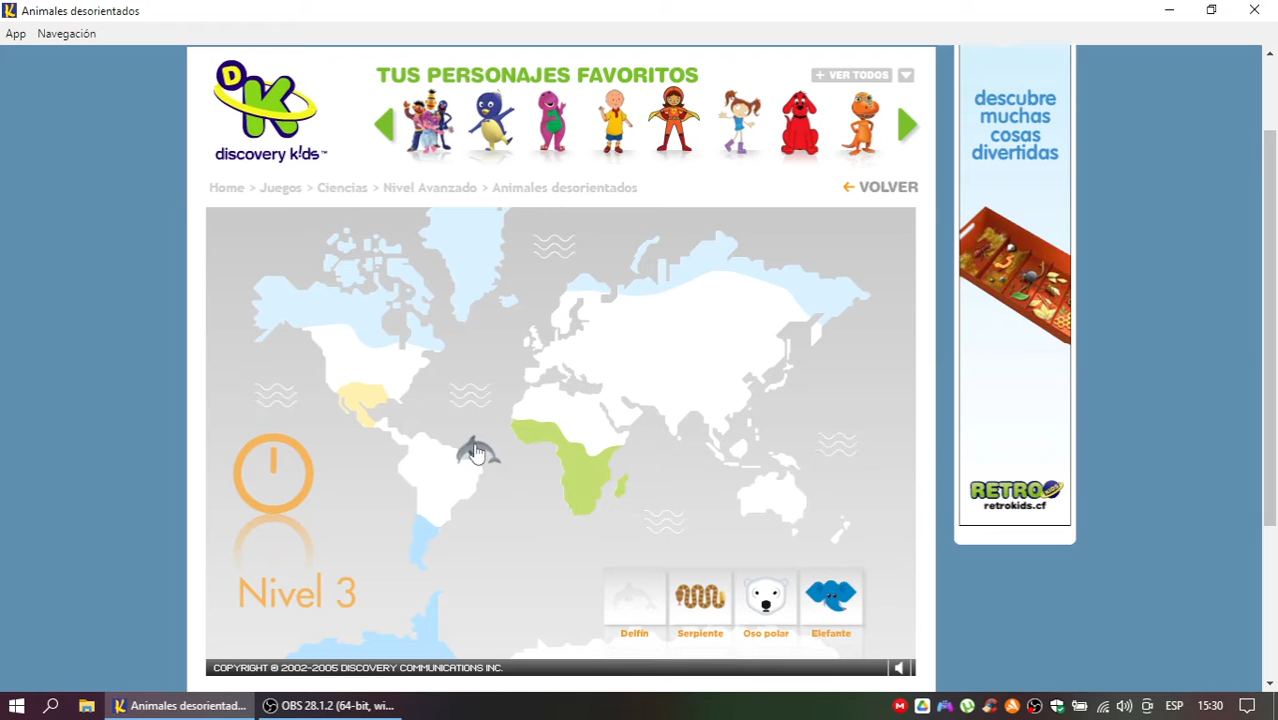 Animales desorientados
App Navegación
D K
discovery k!ds™
TUS PERSONAJES FAVORITOS
+ VER TODOS
Home > Juegos > Ciencias > Nivel Avanzado > Animales desorientados
← VOLVER
descubre
muchas
cosas
divertidas
RETRO
retrokids.cf
Nivel 3
Delfín Serpiente Oso polar Elefante
COPYRIGHT © 2002-2005 DISCOVERY COMMUNICATIONS INC.
Animales desorientad... OBS 28.1.2 (64-bit, wi... ESP 15:30